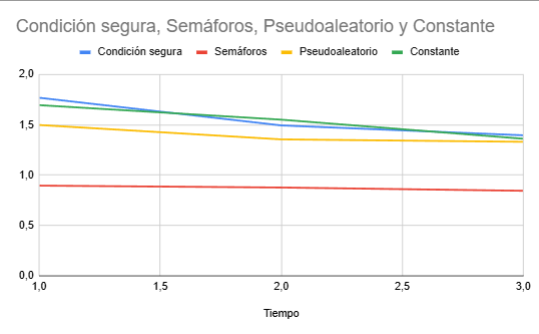 Condición segura, Semáforos, Pseudoaleatorio y Constante
Condición segura Semáforos Pseudoaleatorio Constante
2,0
1,5
1,0
0,5
0,0
1,0 1,5 2,0 2,5 3,0
Tiempo